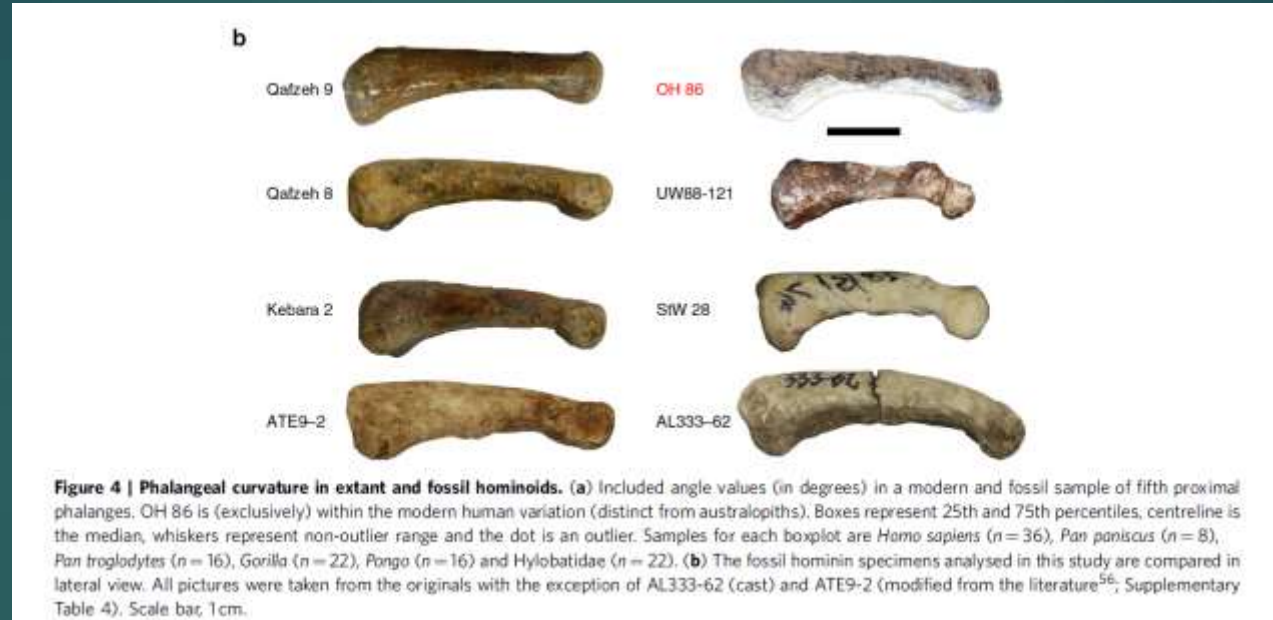 b
Qafzeh 9
OH 86
Qafzeh 8
UW88-121
Kebara 2
StW 28
ATE9–2
AL333–62
Figure 4 | Phalangeal curvature in extant and fossil hominoids. (a) Included angle values (in degrees) in a modern and fossil sample of fifth proximal
phalanges. OH 86 is (exclusively) within the modern human variation (distinct from australopiths). Boxes represent 25th and 75th percentiles, centreline is
the median, whiskers represent non-outlier range and the dot is an outlier. Samples for each boxplot are Homo sapiens (n = 36), Pan paniscus (n = 8),
Pan troglodytes (n = 16), Gorilla (n = 22), Pongo (n = 16) and Hylobatidae (n = 22). (b) The fossil hominin specimens analysed in this study are compared in
lateral view. All pictures were taken from the originals with the exception of AL333-62 (cast) and ATE9-2 (modified from the literature56; Supplementary
Table 4). Scale bar, 1 cm.